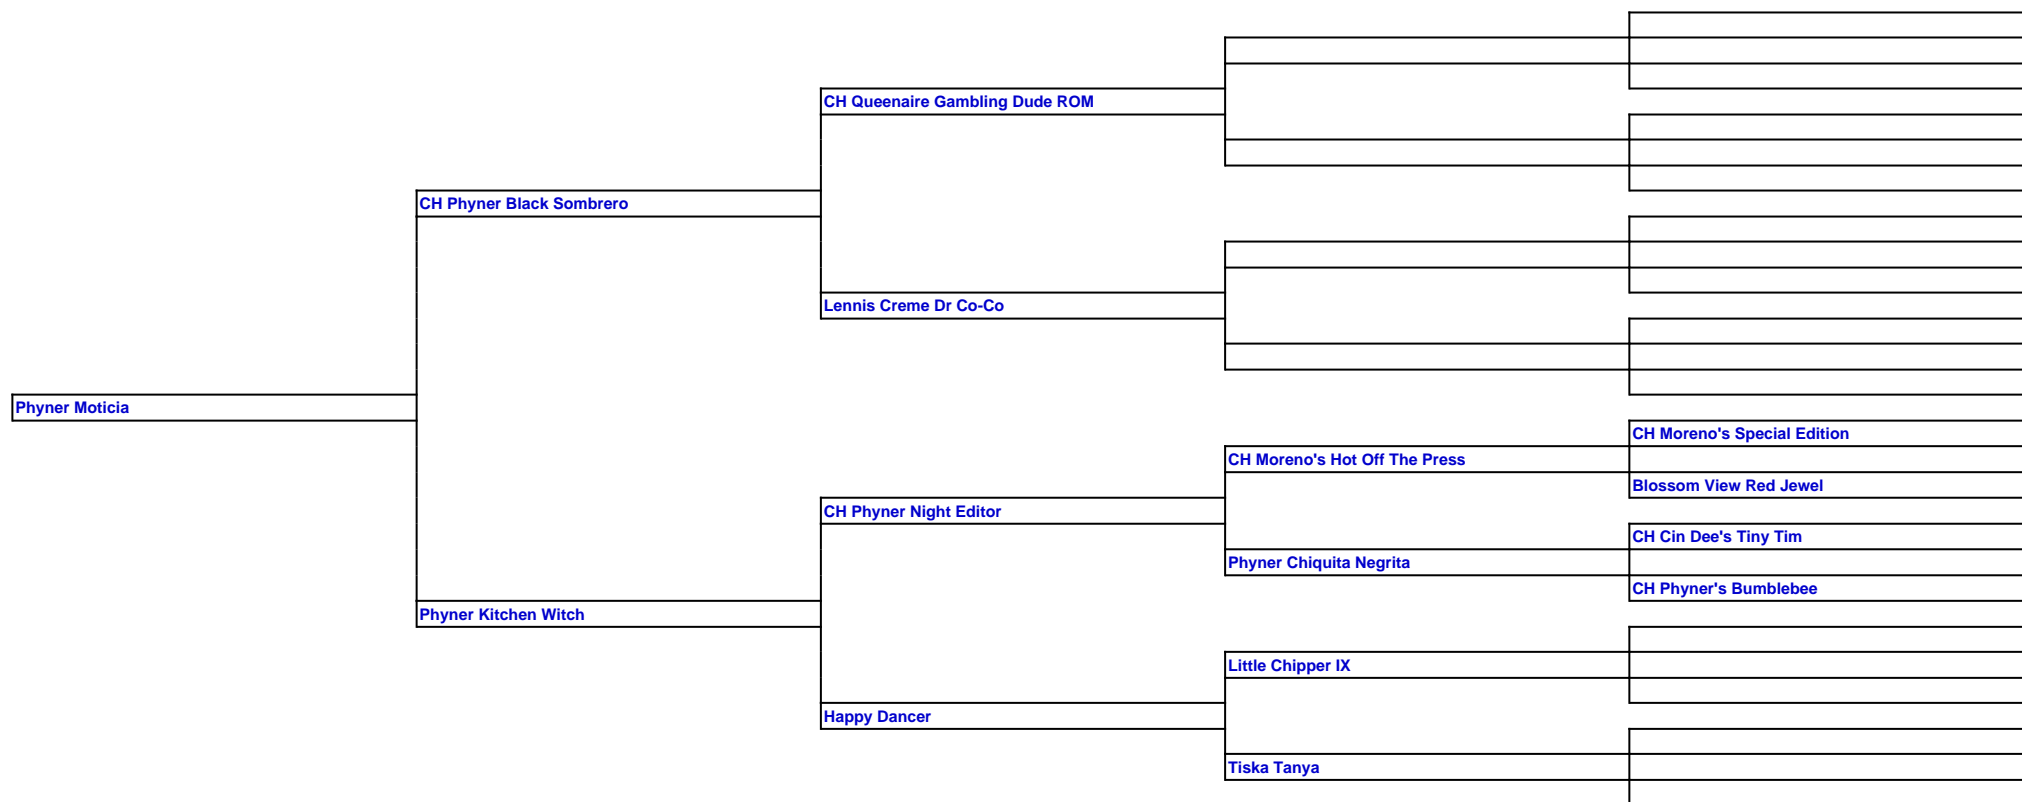 CH Queenaire Gambling Dude ROM
CH Phyner Black Sombrero
Lennis Creme Dr Co-Co
Phyner Moticia
CH Moreno's Special Edition
CH Moreno's Hot Off The Press
Blossom View Red Jewel
CH Phyner Night Editor
CH Cin Dee's Tiny Tim
Phyner Chiquita Negrita
CH Phyner's Bumblebee
Phyner Kitchen Witch
Little Chipper IX
Happy Dancer
Tiska Tanya